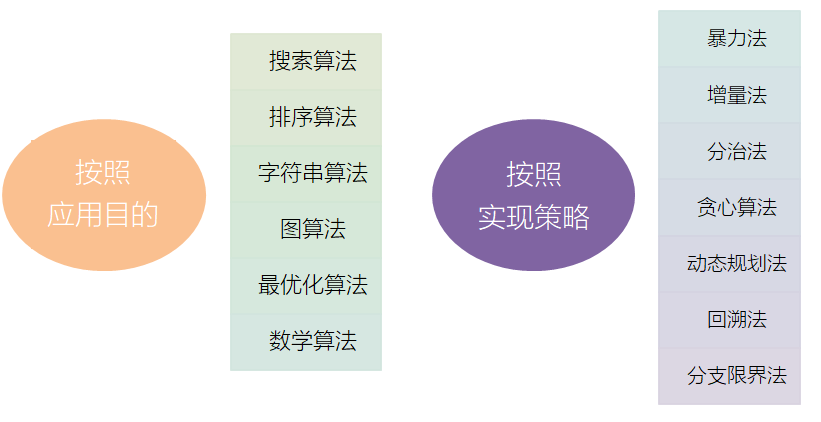 按照
应用目的
搜索算法
排序算法
字符串算法
图算法
最优化算法
数学算法
按照
实现策略
暴力法
增量法
分治法
贪心算法
动态规划法
回溯法
分支限界法